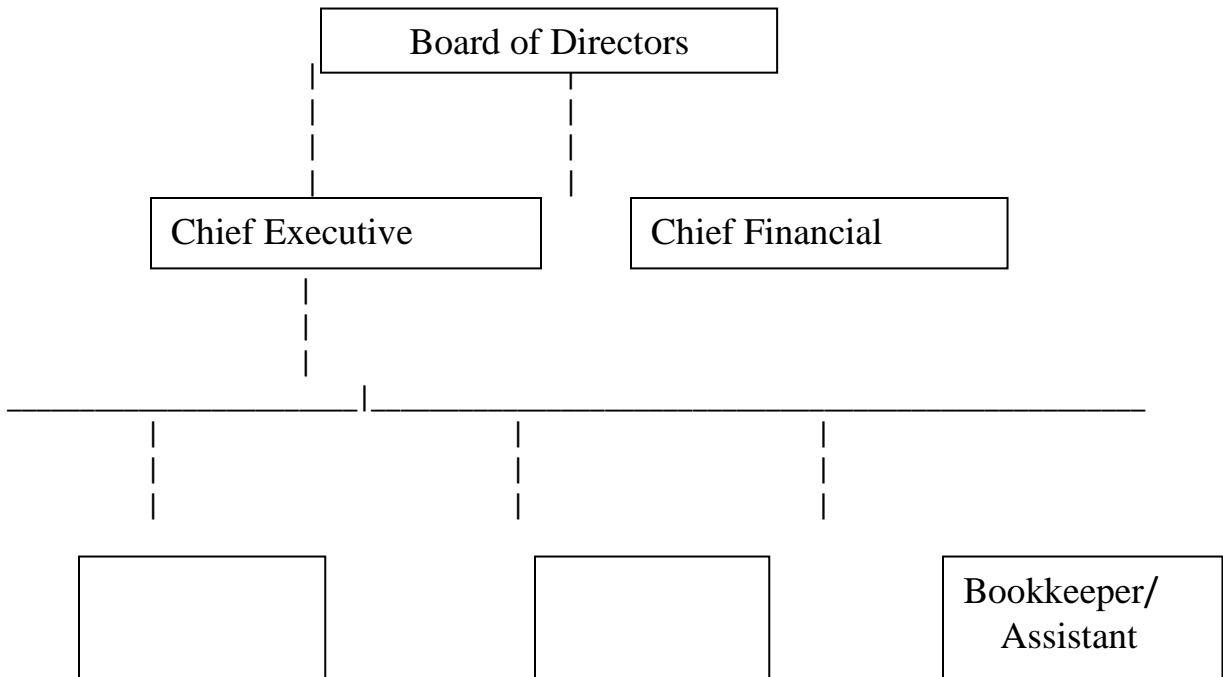 Board of Directors
Chief Executive
Chief Financial
Bookkeeper/
Assistant